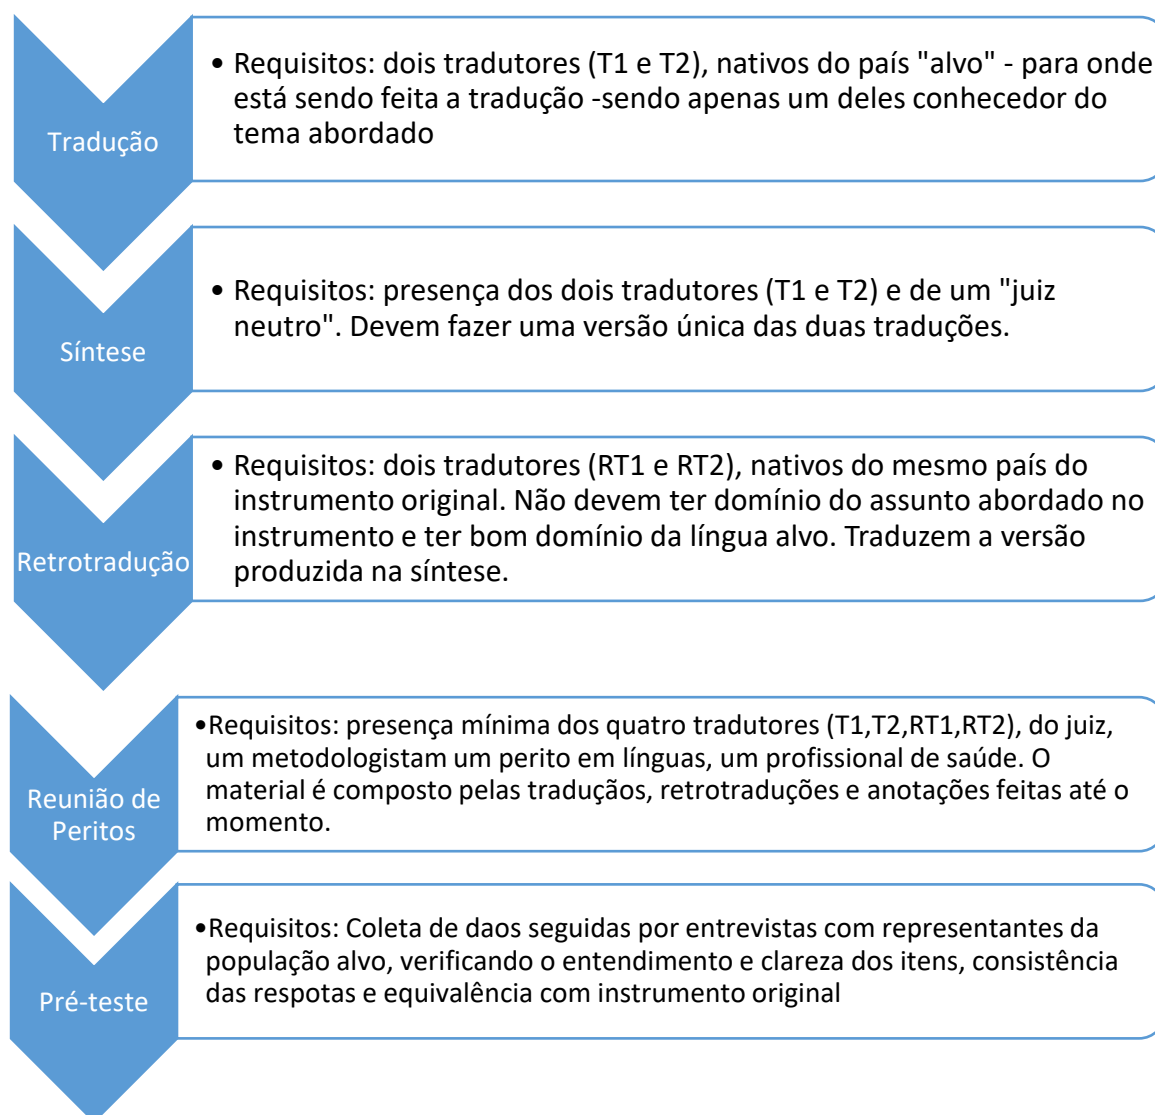 Tradução
• Requisitos: dois tradutores (T1 e T2), nativos do país "alvo" - para onde
está sendo feita a tradução -sendo apenas um deles conhecedor do
tema abordado
Síntese
• Requisitos: presença dos dois tradutores (T1 e T2) e de um "juiz
neutro". Devem fazer uma versão única das duas traduções.
Retrotradução
• Requisitos: dois tradutores (RT1 e RT2), nativos do mesmo país do
instrumento original. Não devem ter domínio do assunto abordado no
instrumento e ter bom domínio da língua alvo. Traduzem a versão
produzida na síntese.
Reunião de
Peritos
•Requisitos: presença mínima dos quatro tradutores (T1,T2,RT1,RT2), do juiz,
um metodologistam um perito em línguas, um profissional de saúde. O
material é composto pelas traduçãos, retrotraduções e anotações feitas até o
momento.
Pré-teste
•Requisitos: Coleta de daos seguidas por entrevistas com representantes da
população alvo, verificando o entendimento e clareza dos itens, consistência
das respotas e equivalência com instrumento original